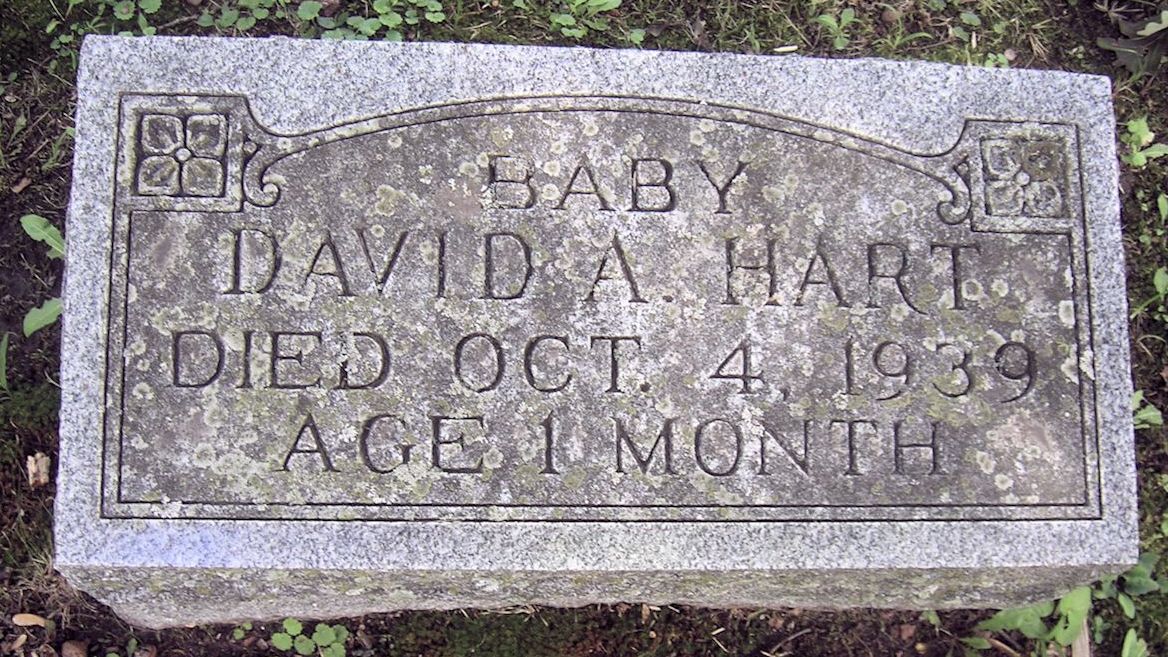 BABY
DAVID A. HART
DIED OCT. 4, 1939
AGE 1 MONTH